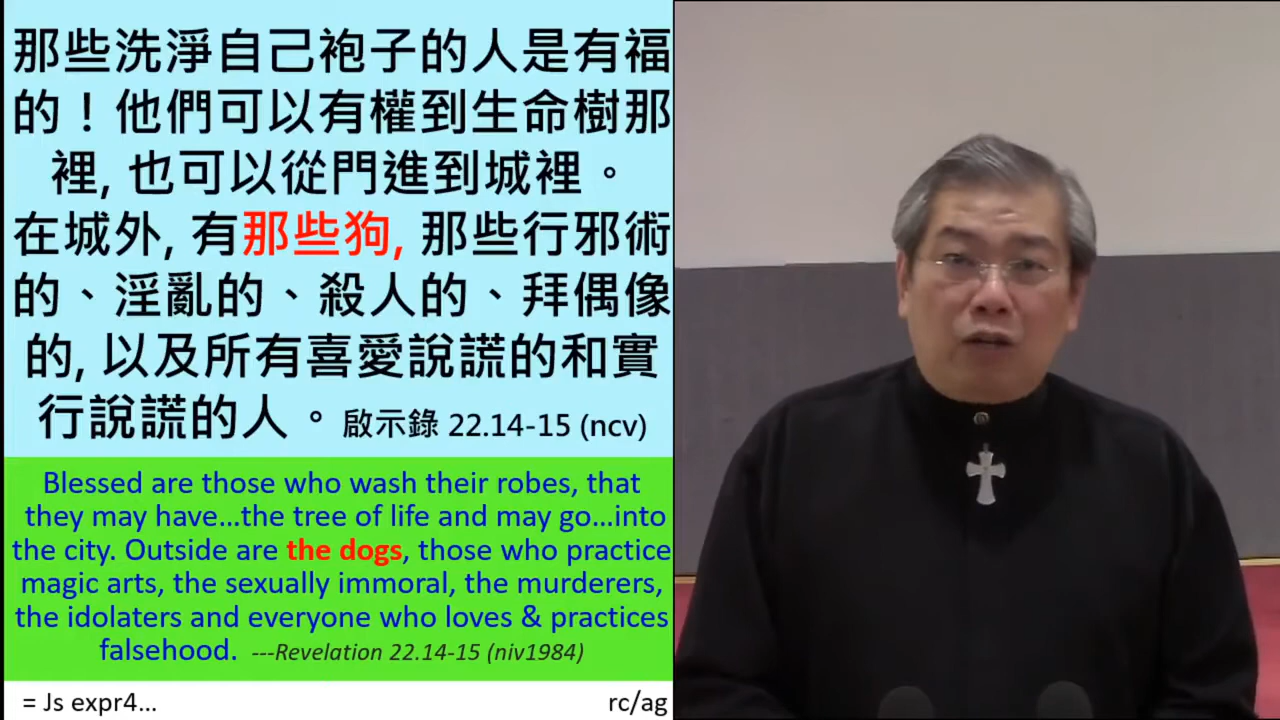 那些洗淨自己袍子的人是有福
的！他們可以有權到生命樹那
裡, 也可以從門進到城裡。
在城外, 有那些狗, 那些行邪術
的、淫亂的、殺人的、拜偶像
的, 以及所有喜愛說謊的和實
行說謊的人。啟示錄 22.14-15 (ncv)
Blessed are those who wash their robes, that
they may have...the tree of life and may go...into
the city. Outside are the dogs, those who practice
magic arts, the sexually immoral, the murderers,
the idolaters and everyone who loves & practices
falsehood. ---Revelation 22.14-15 (niv1984)
= Js expr4... rc/ag